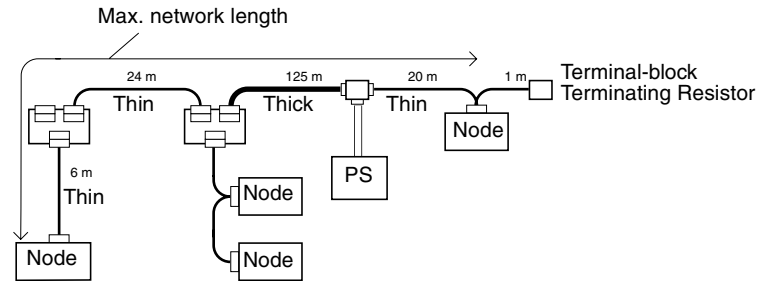 Max. network length
24 m
Thin
125 m
Thick
20 m
Thin
1 m
Terminal-block
Terminating Resistor
Node
PS
6 m
Thin
Node
Node
Node